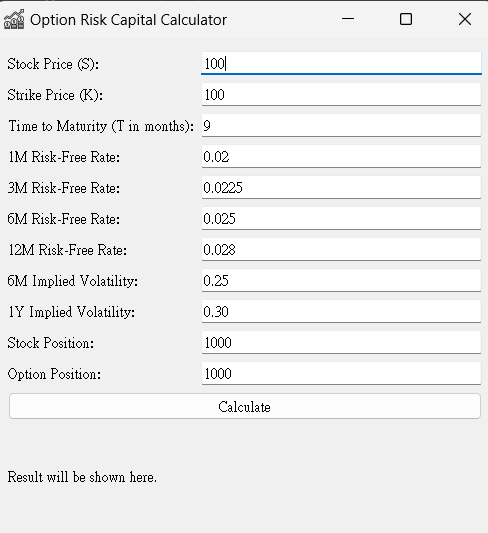 Option Risk Capital Calculator
Stock Price (S): 100
Strike Price (K): 100
Time to Maturity (T in months): 9
1M Risk-Free Rate: 0.02
3M Risk-Free Rate: 0.0225
6M Risk-Free Rate: 0.025
12M Risk-Free Rate: 0.028
6M Implied Volatility: 0.25
1Y Implied Volatility: 0.30
Stock Position: 1000
Option Position: 1000
Calculate
Result will be shown here.